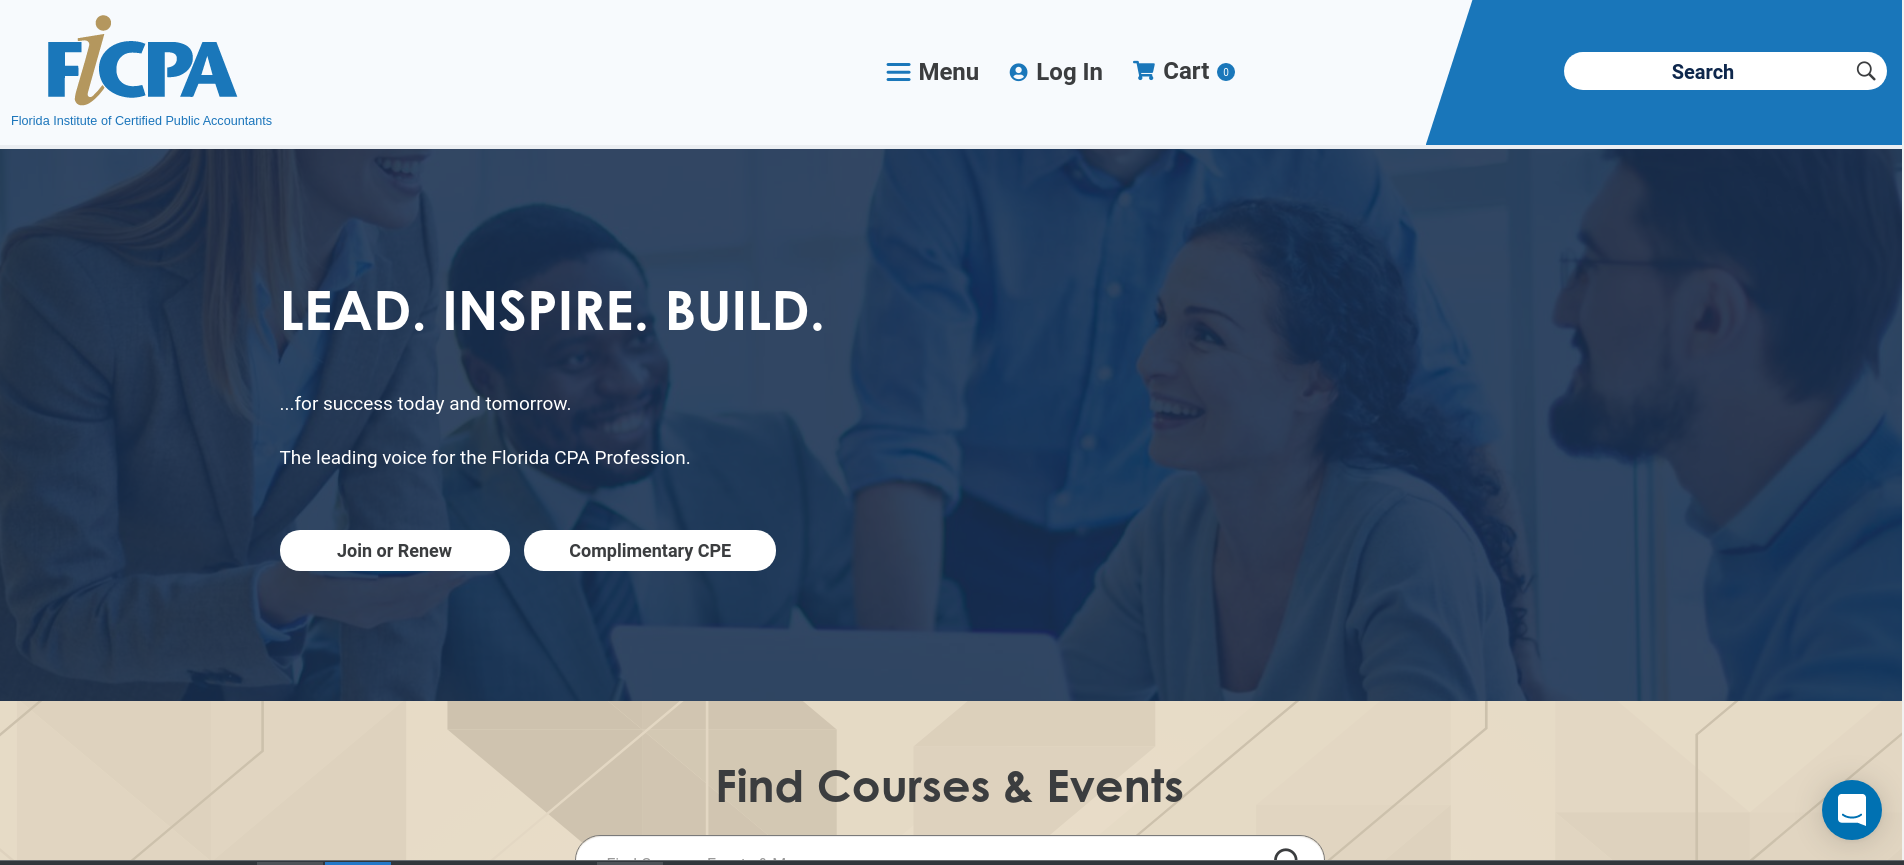 FiCPA
Florida Institute of Certified Public Accountants
Menu
Log In
Cart 0
Search
LEAD. INSPIRE. BUILD.
...for success today and tomorrow.
The leading voice for the Florida CPA Profession.
Join or Renew
Complimentary CPE
Find Courses & Events